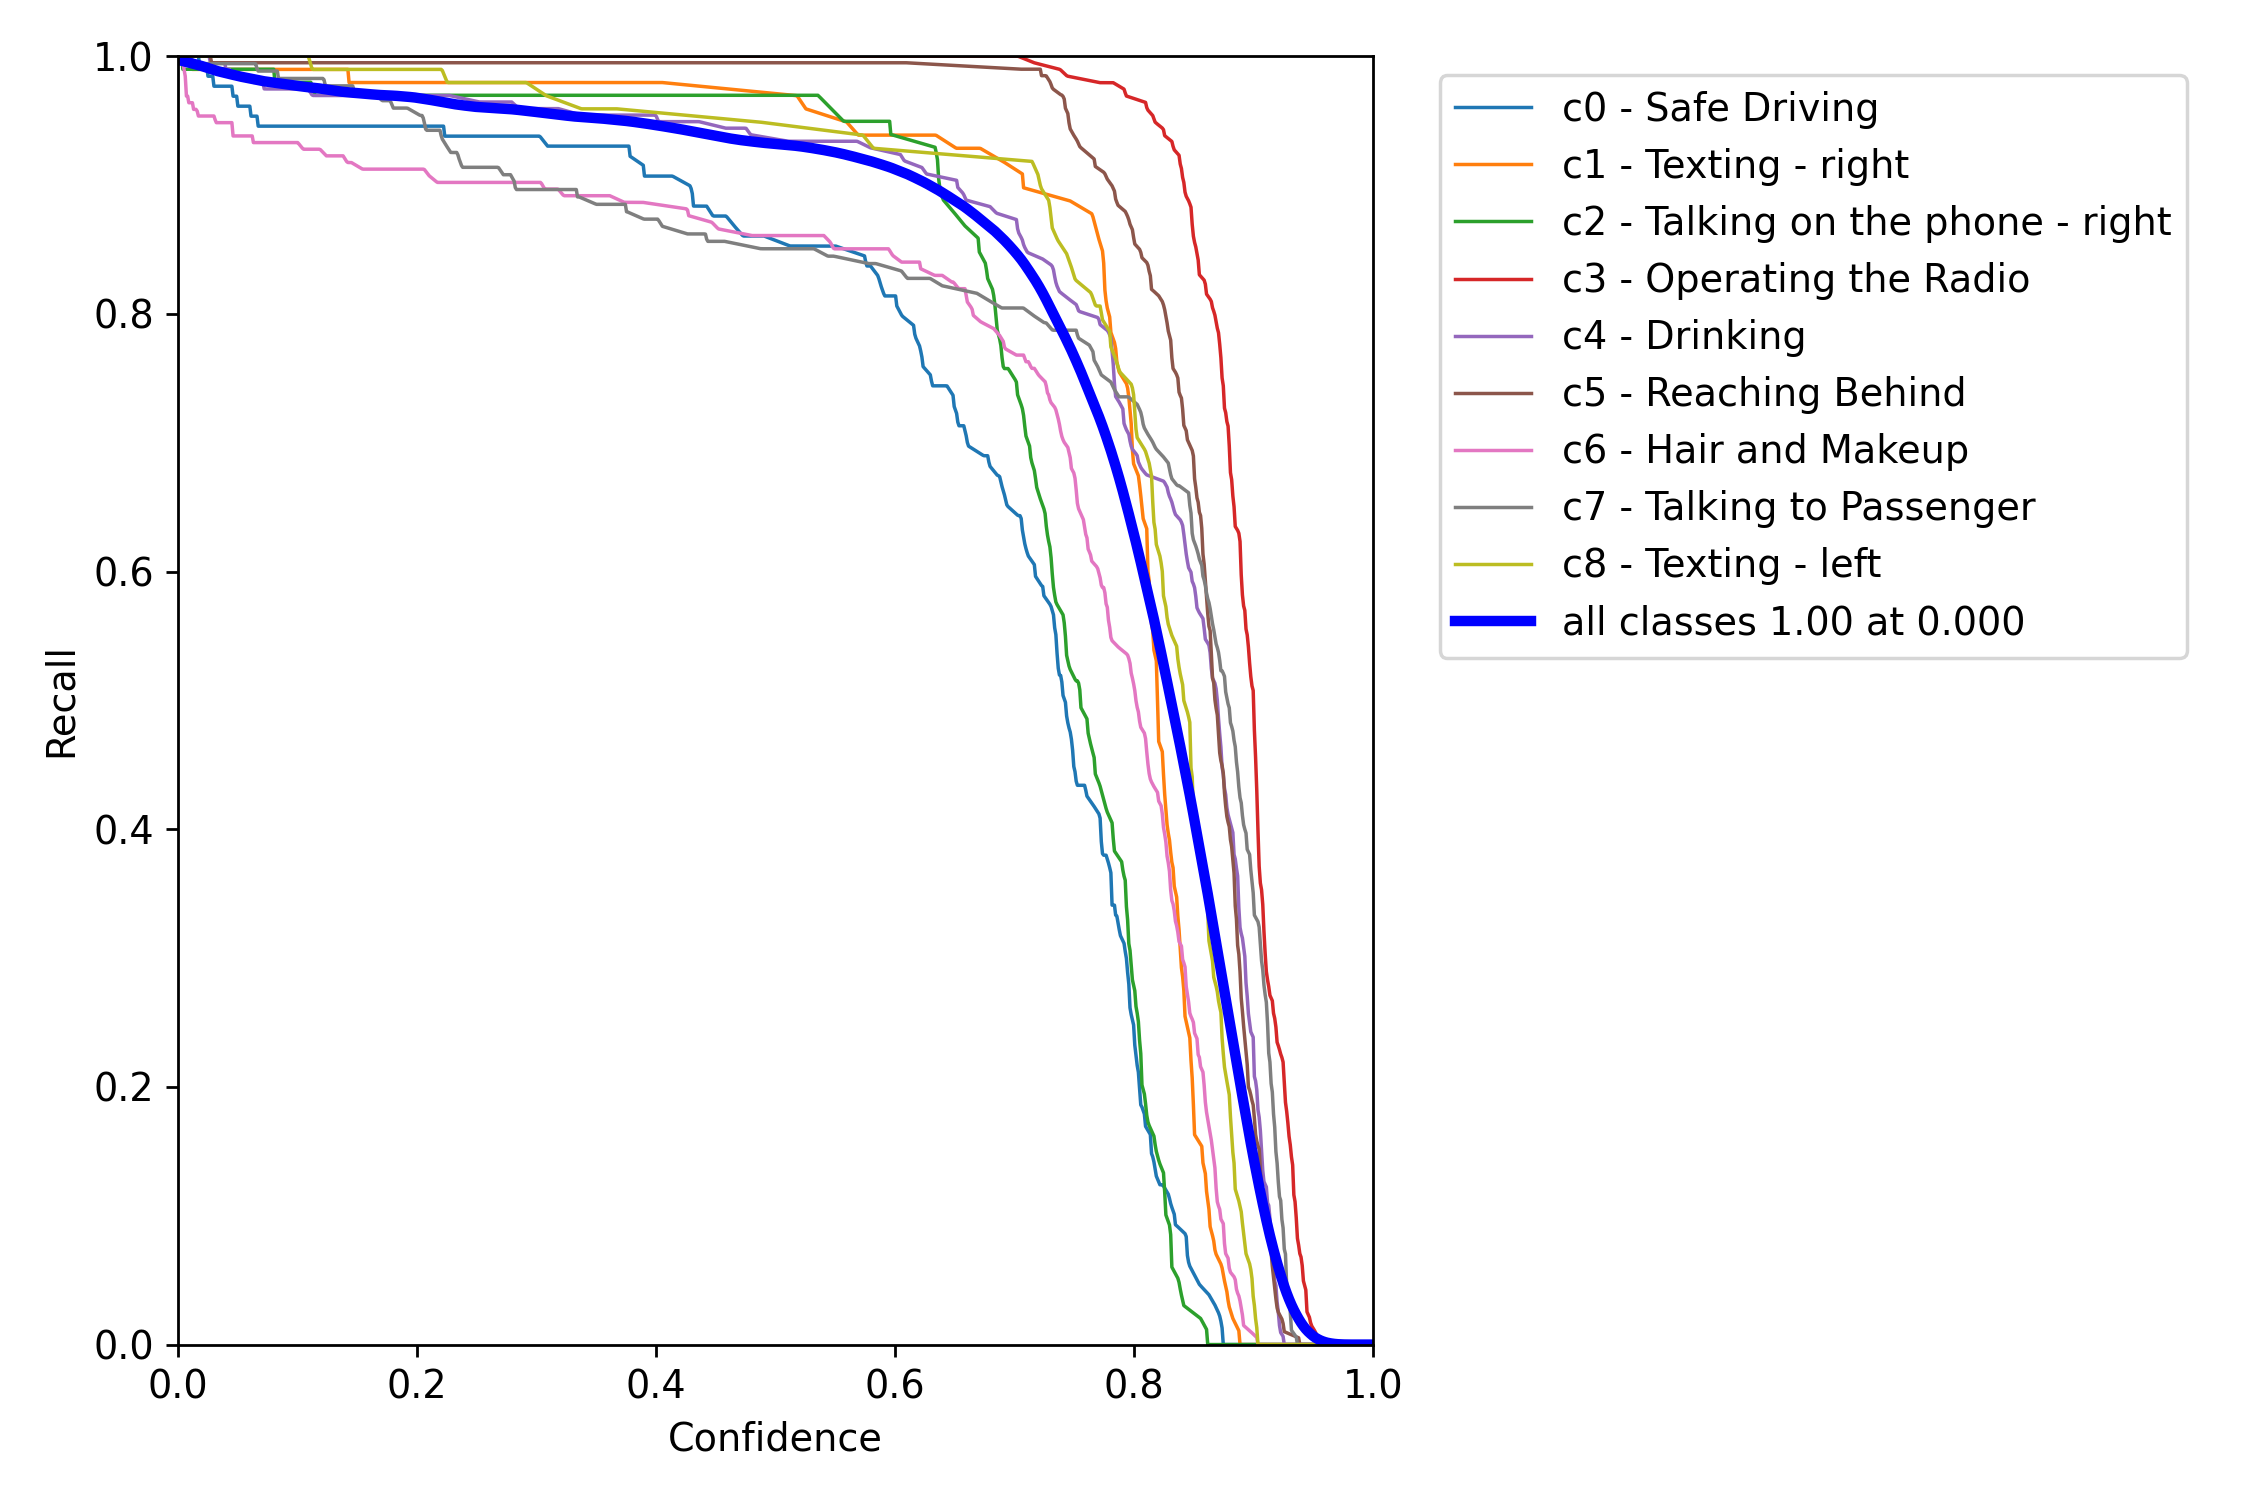 1.0
0.8
0.6
0.4
0.2
0.0
Recall
0.0 0.2 0.4 0.6 0.8 1.0
Confidence
c0 - Safe Driving
c1 - Texting - right
c2 - Talking on the phone - right
c3 - Operating the Radio
c4 - Drinking
c5 - Reaching Behind
c6 - Hair and Makeup
c7 - Talking to Passenger
c8 - Texting - left
all classes 1.00 at 0.000